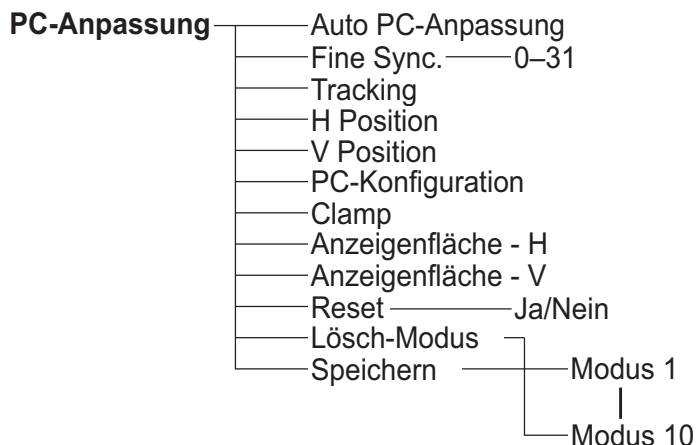 PC-Anpassung Auto PC-Anpassung
Fine Sync. 0–31
Tracking
H Position
V Position
PC-Konfiguration
Clamp
Anzeigenfläche - H
Anzeigenfläche - V
Reset Ja/Nein
Lösch-Modus
Speichern Modus 1
Modus 10